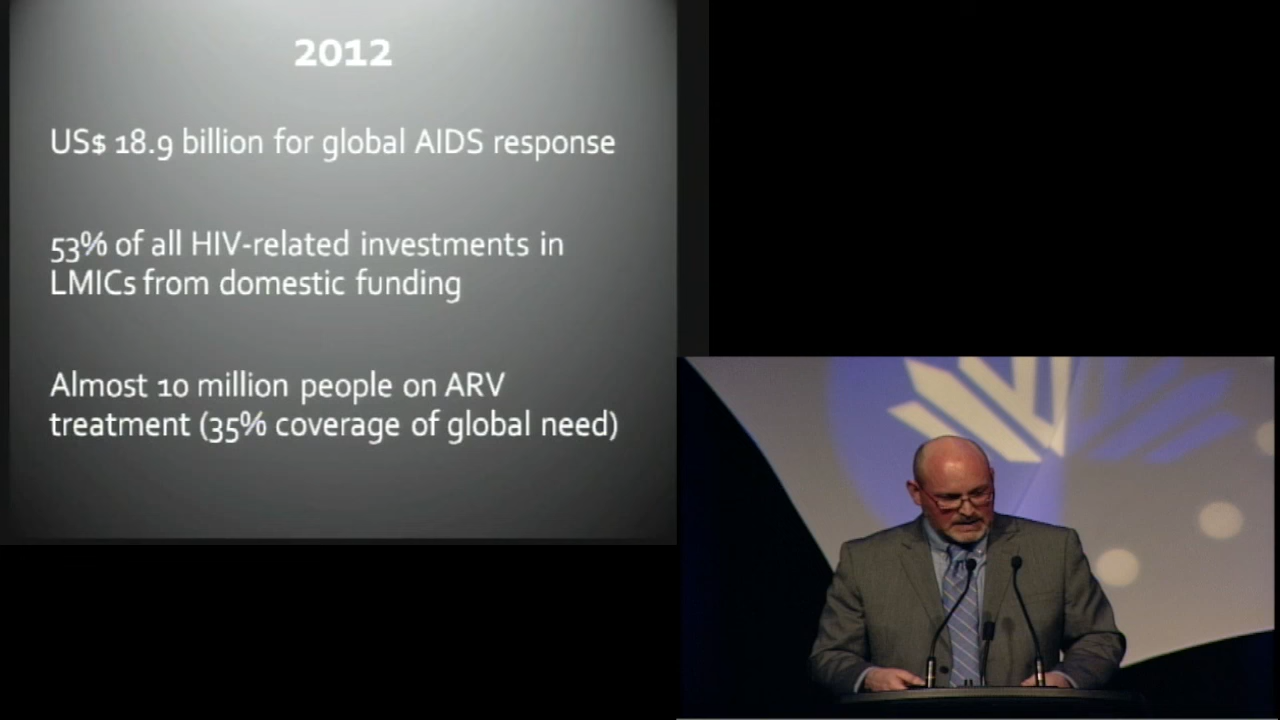 2012
US$ 18.9 billion for global AIDS response
53% of all HIV-related investments in
LMICs from domestic funding
Almost 10 million people on ARV
treatment (35% coverage of global need)